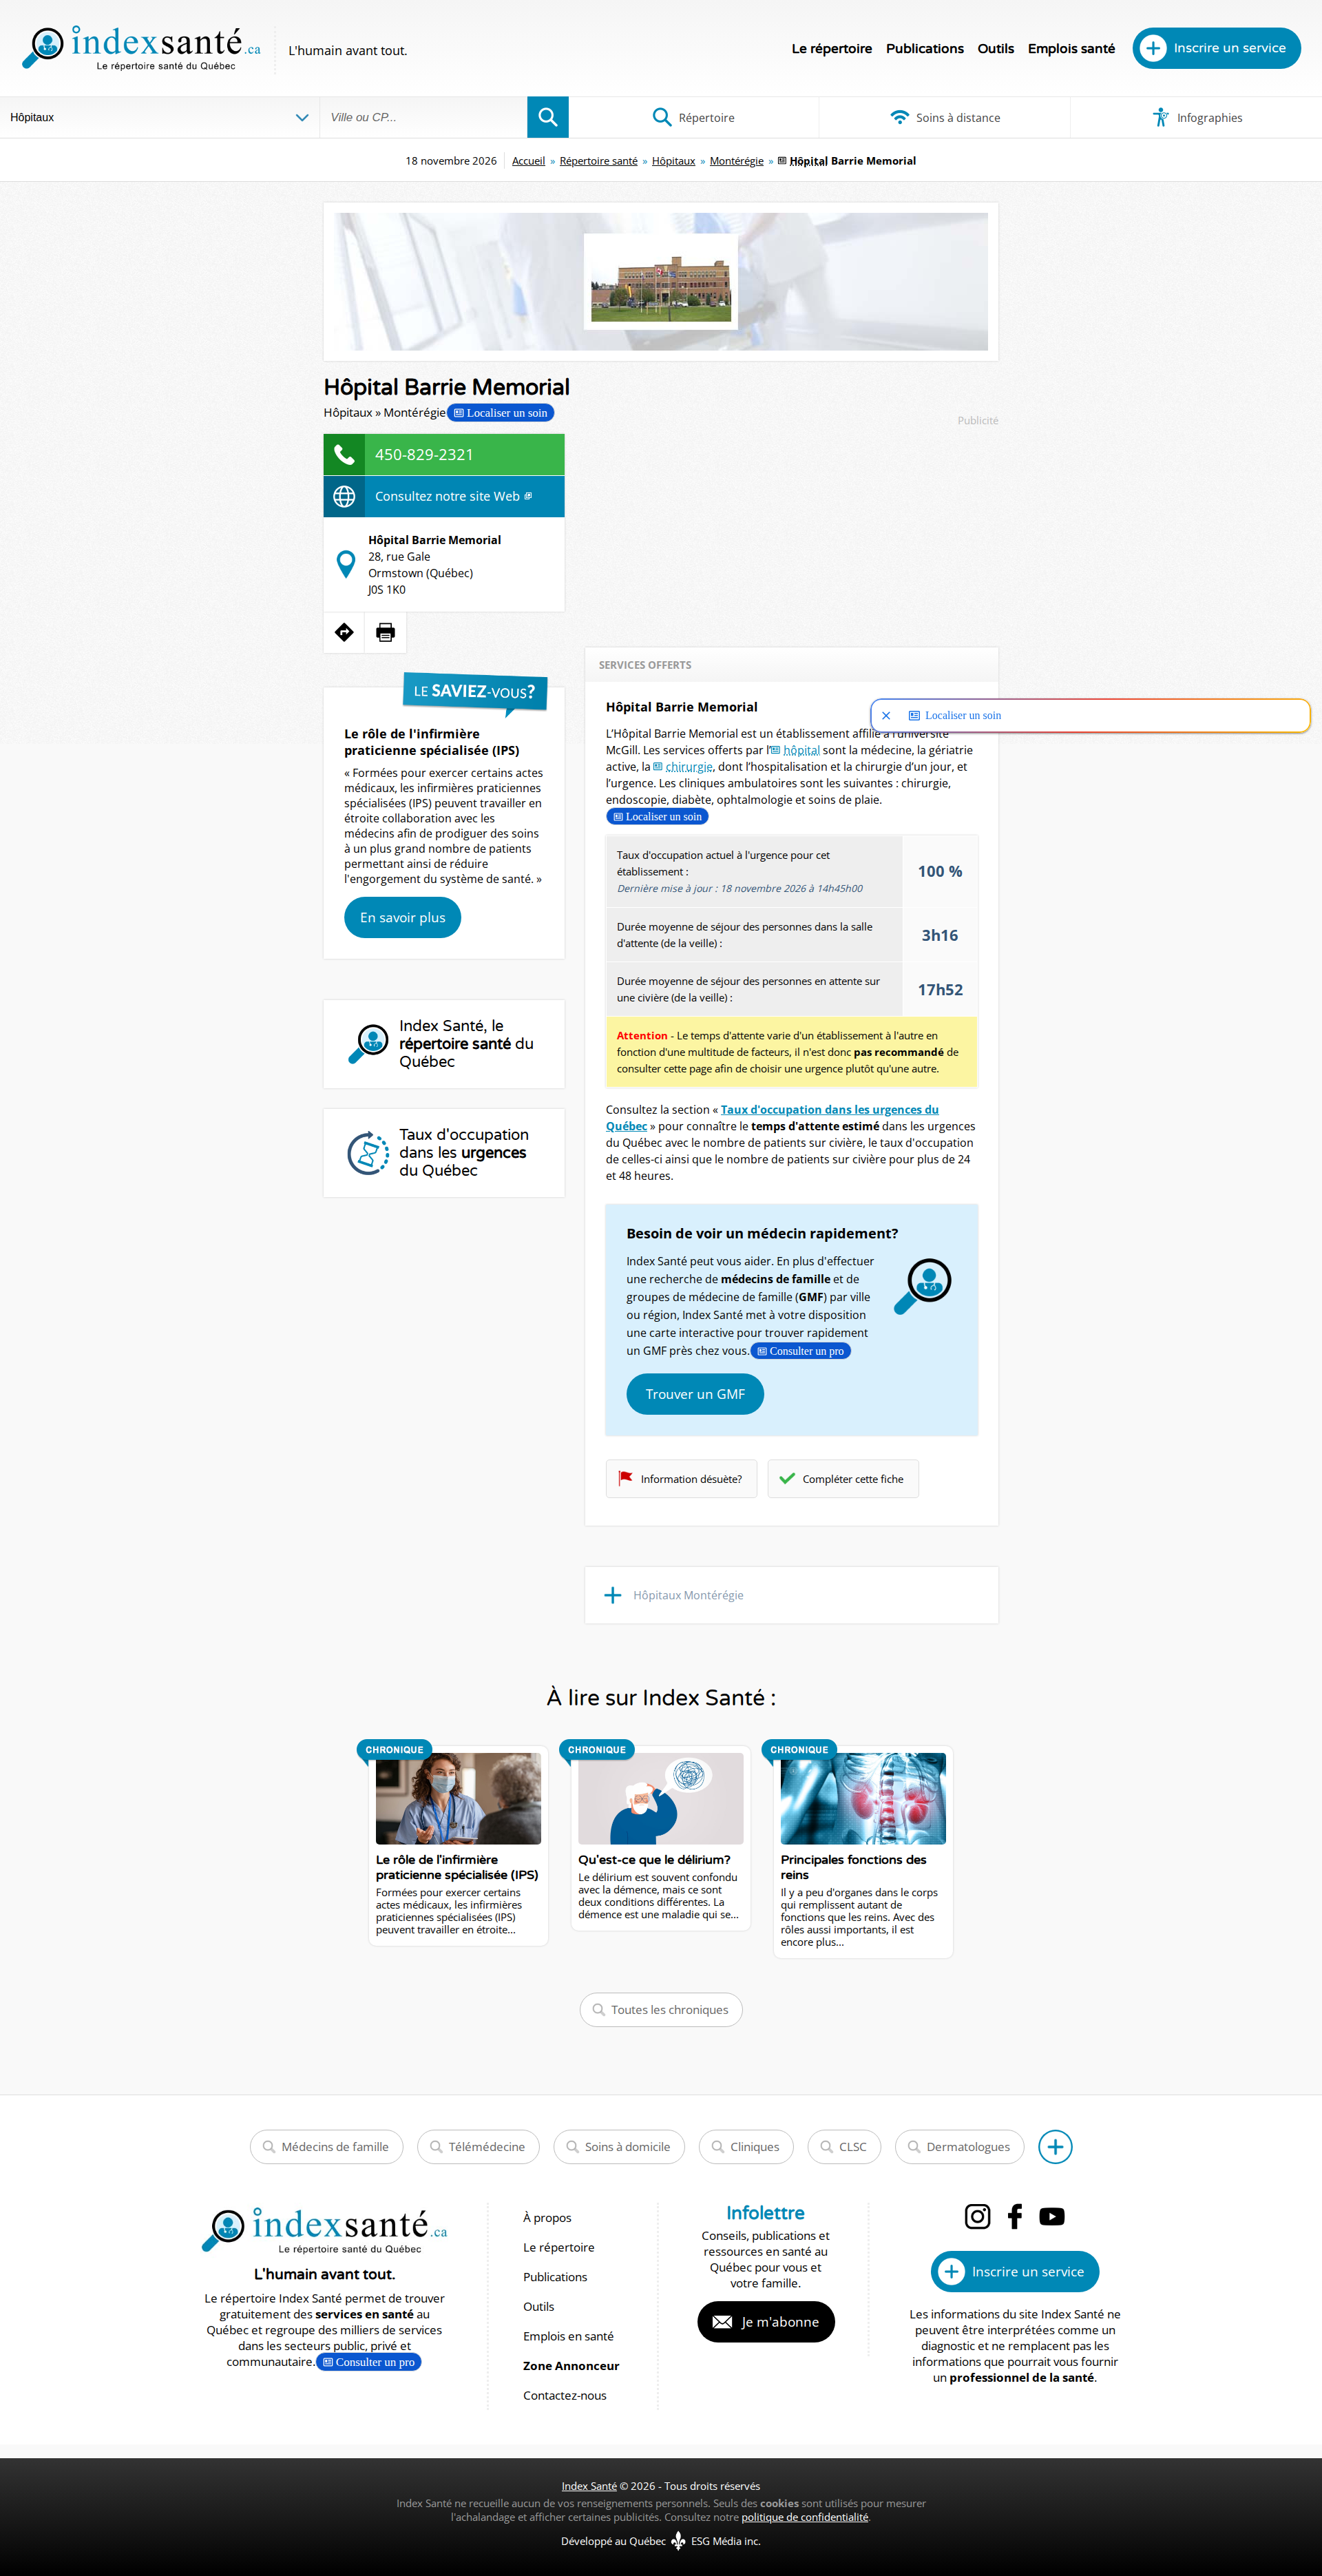 indexsanté.ca
Le répertoire santé du Québec
L'humain avant tout.
Le répertoire
Publications
Outils
Emplois santé
Inscrire un service
Hôpitaux
Ville ou CP...
Répertoire
Soins à distance
Infographies
18 novembre 2026
Accueil » Répertoire santé » Hôpitaux » Montérégie » Hôpital Barrie Memorial
Hôpital Barrie Memorial
Hôpitaux » Montérégie Localiser un soin
Publicité
450-829-2321
Consultez notre site Web
Hôpital Barrie Memorial
28, rue Gale
Ormstown (Québec)
J0S 1K0
LE SAVIEZ-VOUS?
Le rôle de l'infirmière
praticienne spécialisée (IPS)
« Formées pour exercer certains actes
médicaux, les infirmières praticiennes
spécialisées (IPS) peuvent travailler en
étroite collaboration avec les
médecins afin de prodiguer des soins
à un plus grand nombre de patients
permettant ainsi de réduire
l'engorgement du système de santé. »
En savoir plus
Index Santé, le
répertoire santé du
Québec
Taux d'occupation
dans les urgences
du Québec
SERVICES OFFERTS
Hôpital Barrie Memorial
Localiser un soin
L'Hôpital Barrie Memorial est un établissement affilié à l'université
McGill. Les services offerts par l'hôpital sont la médecine, la gériatrie
active, la chirurgie, dont l'hospitalisation et la chirurgie d'un jour, et
l'urgence. Les cliniques ambulatoires sont les suivantes : chirurgie,
endoscopie, diabète, ophtalmologie et soins de plaie.
Localiser un soin
Taux d'occupation actuel à l'urgence pour cet
établissement :
Dernière mise à jour : 18 novembre 2026 à 14h45h00
100 %
Durée moyenne de séjour des personnes dans la salle
d'attente (de la veille) :
3h16
Durée moyenne de séjour des personnes en attente sur
une civière (de la veille) :
17h52
Attention - Le temps d'attente varie d'un établissement à l'autre en
fonction d'une multitude de facteurs, il n'est donc pas recommandé de
consulter cette page afin de choisir une urgence plutôt qu'une autre.
Consultez la section « Taux d'occupation dans les urgences du
Québec » pour connaître le temps d'attente estimé dans les urgences
du Québec avec le nombre de patients sur civière, le taux d'occupation
de celles-ci ainsi que le nombre de patients sur civière pour plus de 24
et 48 heures.
Besoin de voir un médecin rapidement?
Index Santé peut vous aider. En plus d'effectuer
une recherche de médecins de famille et de
groupes de médecine de famille (GMF) par ville
ou région, Index Santé met à votre disposition
une carte interactive pour trouver rapidement
un GMF près chez vous. Consulter un pro
Trouver un GMF
Information désuète?
Compléter cette fiche
Hôpitaux Montérégie
À lire sur Index Santé :
CHRONIQUE
Le rôle de l'infirmière
praticienne spécialisée (IPS)
Formées pour exercer certains
actes médicaux, les infirmières
praticiennes spécialisées (IPS)
peuvent travailler en étroite...
CHRONIQUE
Qu'est-ce que le délirium?
Le délirium est souvent confondu
avec la démence, mais ce sont
deux conditions différentes. La
démence est une maladie qui se...
CHRONIQUE
Principales fonctions des
reins
Il y a peu d'organes dans le corps
qui remplissent autant de
fonctions que les reins. Avec des
rôles aussi importants, il est
encore plus...
Toutes les chroniques
Médecins de famille
Télémédecine
Soins à domicile
Cliniques
CLSC
Dermatologues
indexsanté.ca
Le répertoire santé du Québec
L'humain avant tout.
Le répertoire Index Santé permet de trouver
gratuitement des services en santé au
Québec et regroupe des milliers de services
dans les secteurs public, privé et
communautaire. Consulter un pro
À propos
Le répertoire
Publications
Outils
Emplois en santé
Zone Annonceur
Contactez-nous
Infolettre
Conseils, publications et
ressources en santé au
Québec pour vous et
votre famille.
Je m'abonne
Inscrire un service
Les informations du site Index Santé ne
peuvent être interprétées comme un
diagnostic et ne remplacent pas les
informations que pourrait vous fournir
un professionnel de la santé.
Index Santé © 2026 - Tous droits réservés
Index Santé ne recueille aucun de vos renseignements personnels. Seuls des cookies sont utilisés pour mesurer
l'achalandage et afficher certaines publicités. Consultez notre politique de confidentialité.
Développé au Québec ESG Média inc.